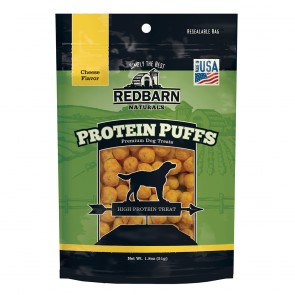 RESEALABLE BAG
Cheese
Flavor
SIMPLY THE BEST
USA
REDBARN
NATURALS
PROTEIN PUFFS
Premium Dog Treats
HIGH PROTEIN TREAT
Net Wt. 1.8oz (51g)